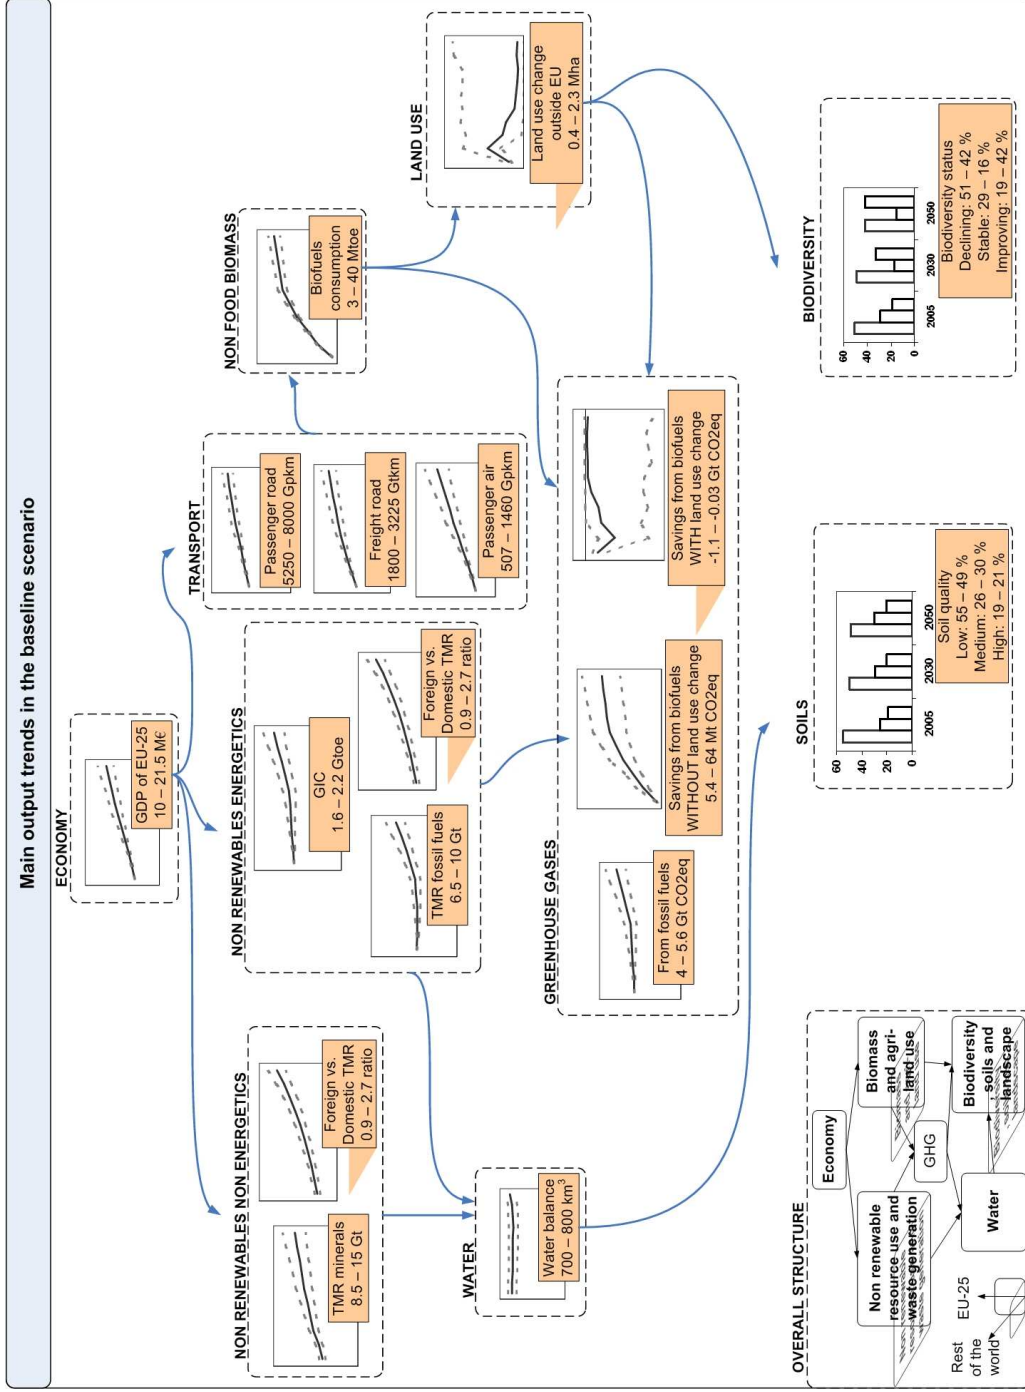 Main output trends in the baseline scenario
ECONOMY
GDP of EU-25
10 – 21.5 M€
NON RENEWABLES NON ENERGETICS
TMR minerals
8.5 – 15 Gt
Foreign vs.
Domestic TMR
0.9 – 2.7 ratio
NON RENEWABLES ENERGETICS
GIC
1.6 – 2.2 Gtoe
TMR fossil fuels
6.5 – 10 Gt
Foreign vs.
Domestic TMR
0.9 – 2.7 ratio
TRANSPORT
Passenger road
5250 – 8000 Gpkm
Freight road
1800 – 3225 Gtkm
Passenger air
507 – 1460 Gpkm
NON FOOD BIOMASS
Biofuels
consumption
3 – 40 Mtoe
LAND USE
Land use change
outside EU
0.4 – 2.3 Mha
WATER
Water balance
700 – 800 km³
GREENHOUSE GASES
From fossil fuels
4 – 5.6 Gt CO2eq
Savings from biofuels
WITHOUT land use change
5.4 – 64 Mt CO2eq
Savings from biofuels
WITH land use change
-1.1 – -0.03 Gt CO2eq
OVERALL STRUCTURE
Economy
Non renewable
resource use and
waste generation
Biomass
and agri-
land use
GHG
Water
Biodiversity
, soils and
landscape
Rest
of the
world
EU-25
SOILS
60
40
20
0
2005
2030
2050
Soil quality
Low: 55 – 49 %
Medium: 26 – 30 %
High: 19 – 21 %
BIODIVERSITY
60
40
20
0
2005
2030
2050
Biodiversity status
Declining: 51 – 42 %
Stable: 29 – 16 %
Improving: 19 – 42 %